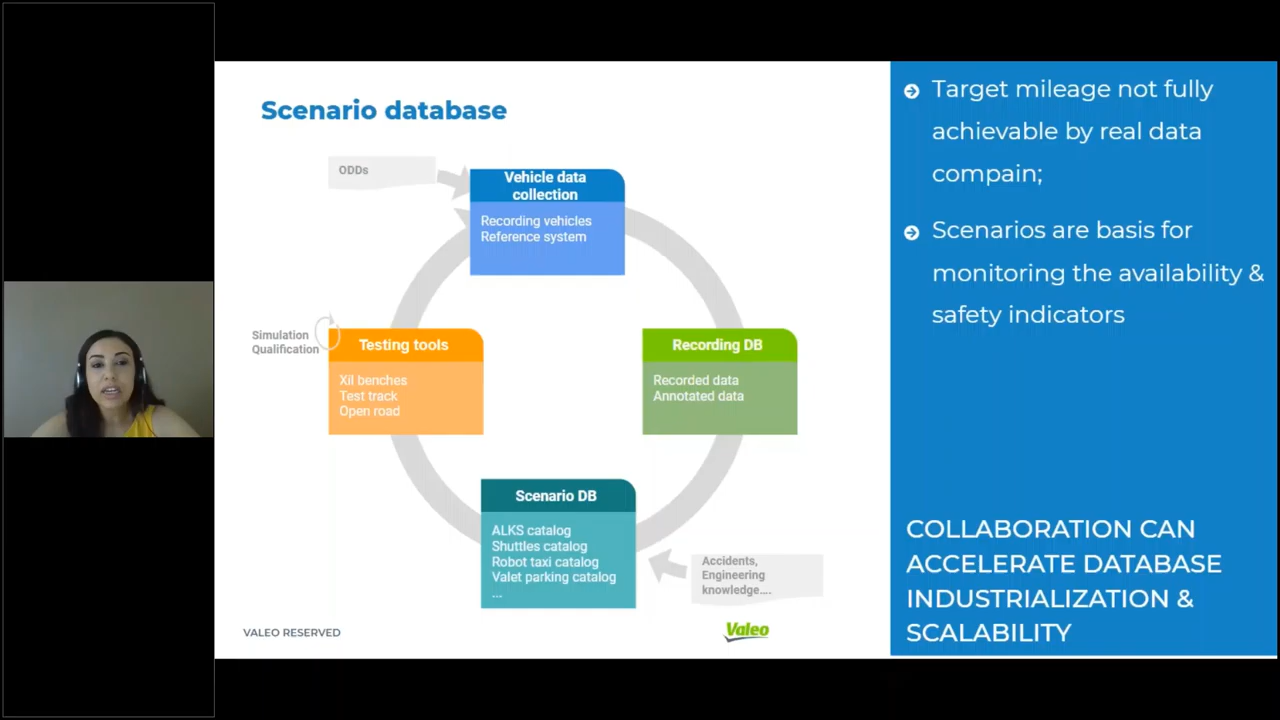 Scenario database
ODDs
Vehicle data
collection
Recording vehicles
Reference system
Simulation
Qualification
Testing tools
Xil benches
Test track
Open road
Recording DB
Recorded data
Annotated data
Scenario DB
ALKS catalog
Shuttles catalog
Robot taxi catalog
Valet parking catalog
...
Accidents,
Engineering
knowledge....
VALEO RESERVED
Valeo
Target mileage not fully
achievable by real data
compain;
Scenarios are basis for
monitoring the availability &
safety indicators
COLLABORATION CAN
ACCELERATE DATABASE
INDUSTRIALIZATION &
SCALABILITY